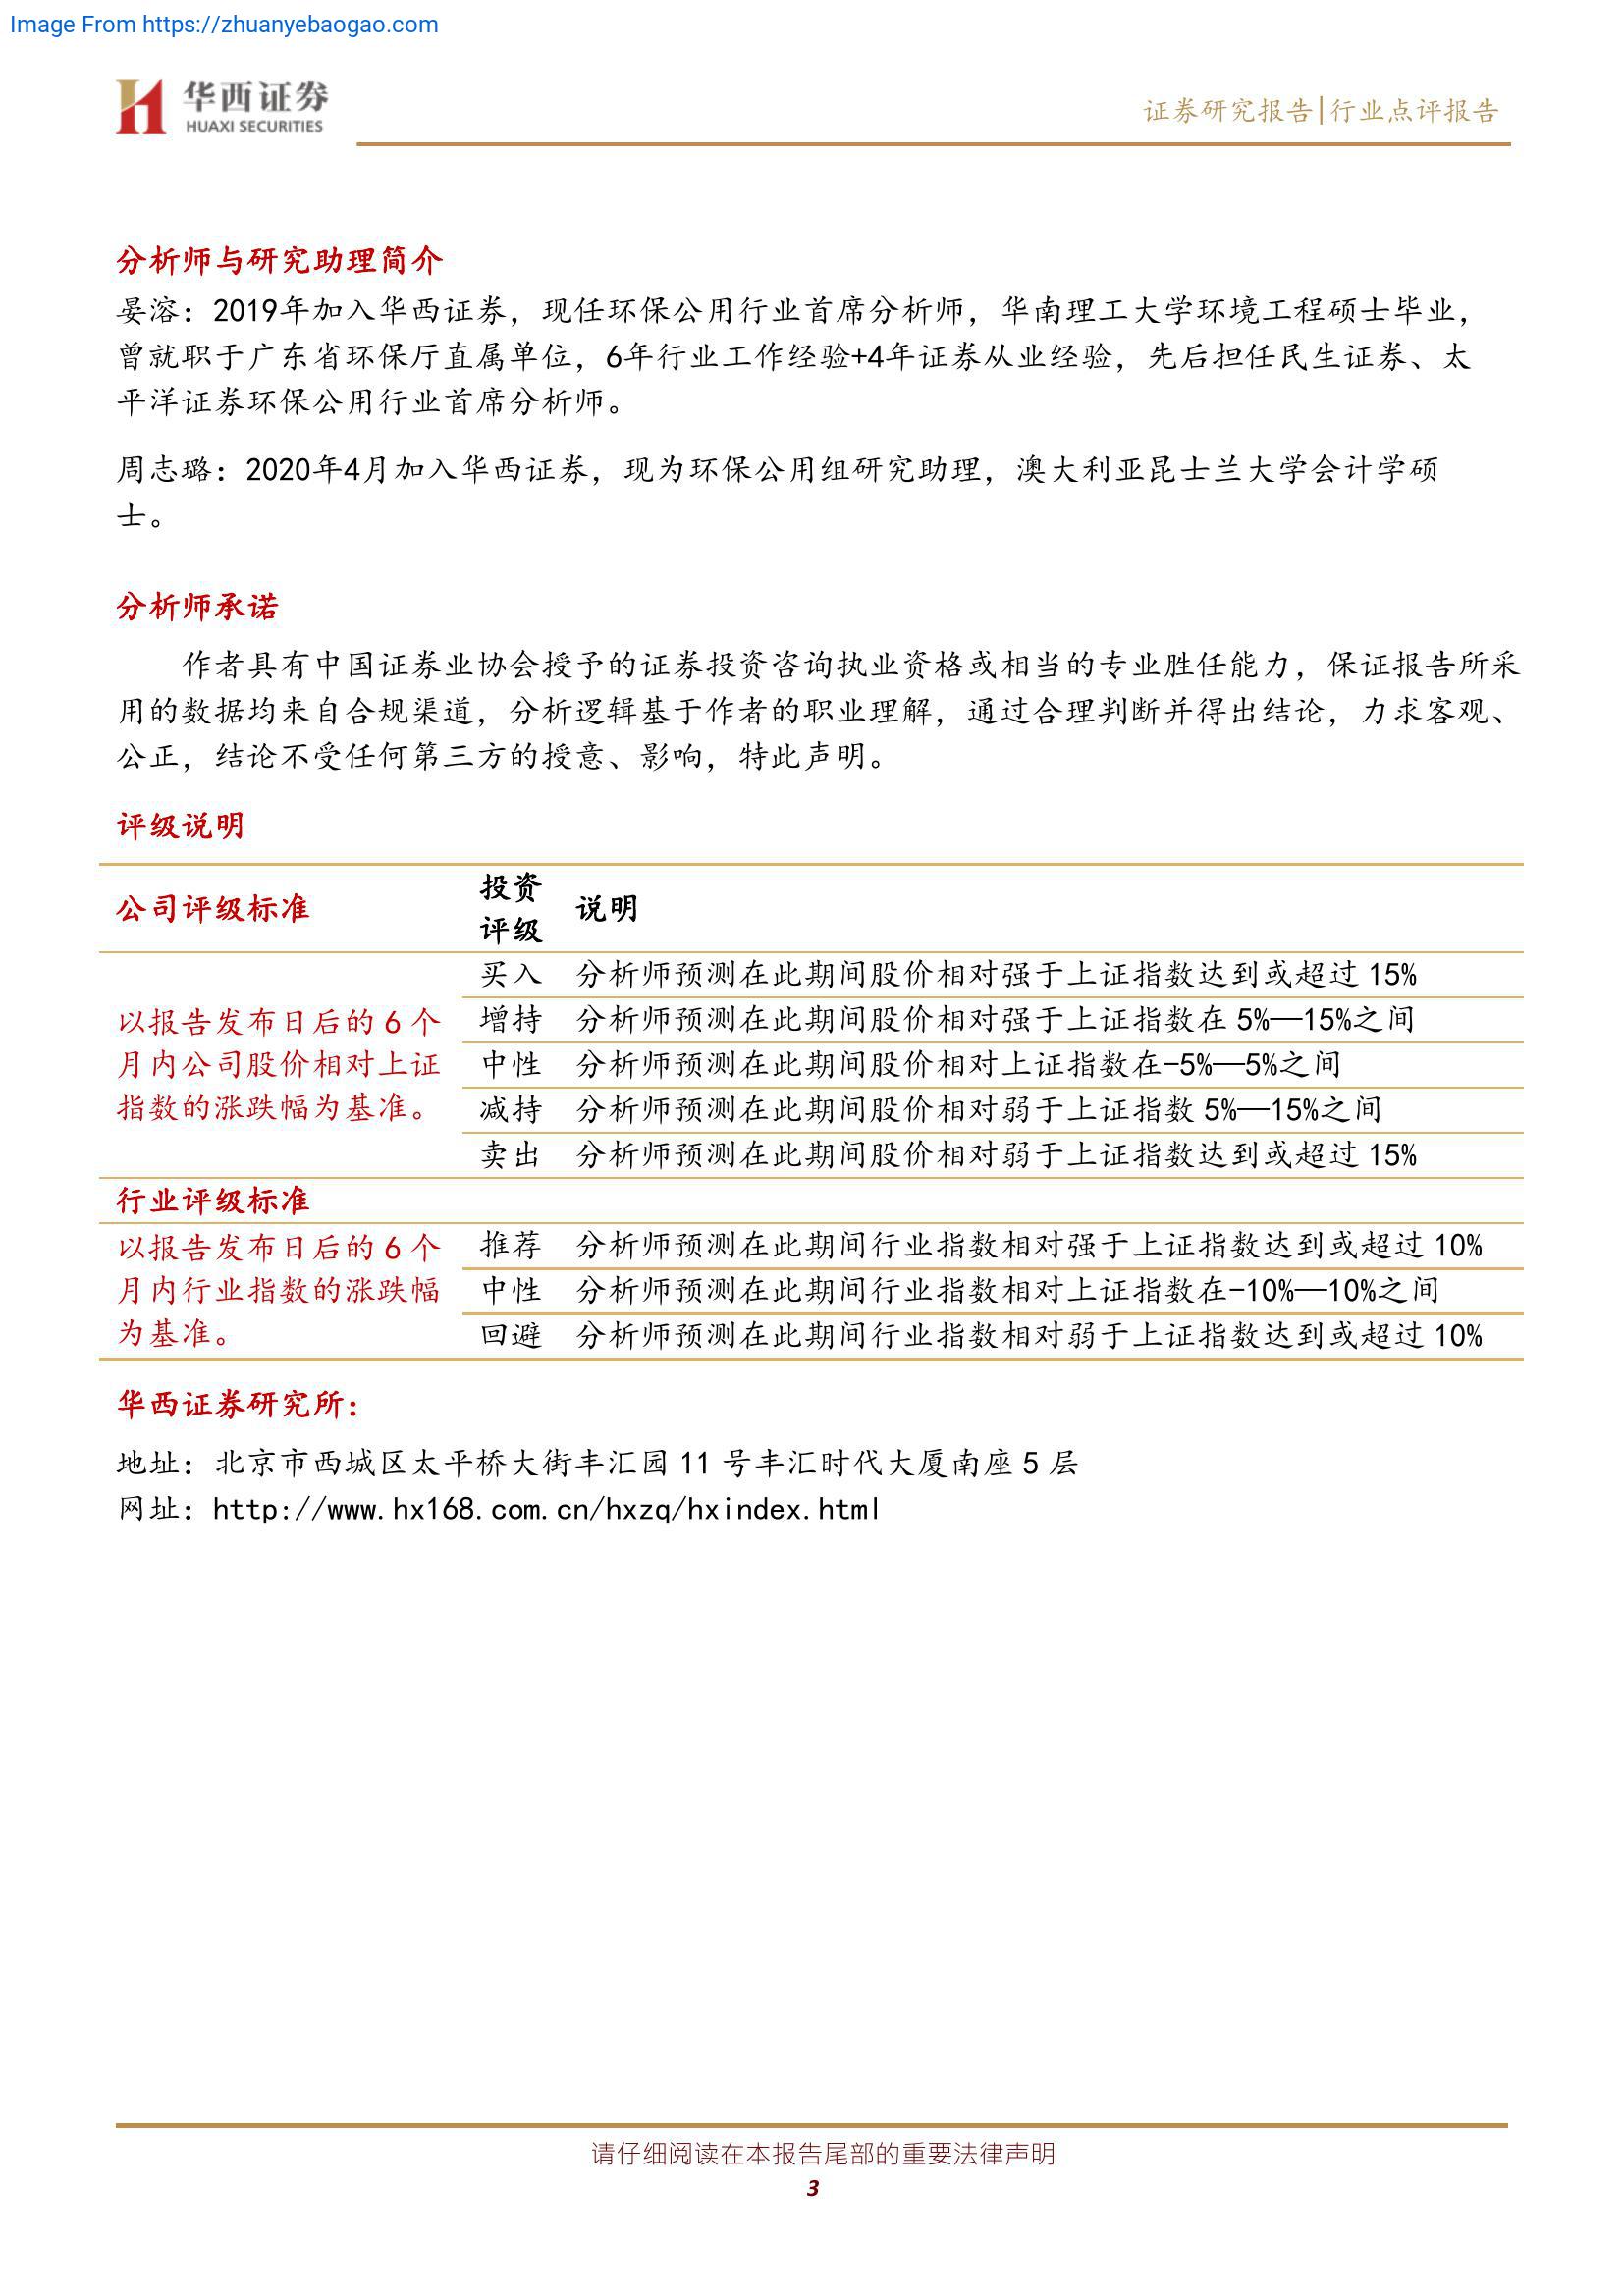 Image From https://zhuanyebaogao.com
华西证券
HUAXI SECURITIES
证券研究报告|行业点评报告
分析师与研究助理简介
晏溶：2019年加入华西证券，现任环保公用行业首席分析师，华南理工大学环境工程硕士毕业，
曾就职于广东省环保厅直属单位，6年行业工作经验+4年证券从业经验，先后担任民生证券、太
平洋证券环保公用行业首席分析师。
周志璐：2020年4月加入华西证券，现为环保公用组研究助理，澳大利亚昆士兰大学会计学硕
士。
分析师承诺
作者具有中国证券业协会授予的证券投资咨询执业资格或相当的专业胜任能力，保证报告所采
用的数据均来自合规渠道，分析逻辑基于作者的职业理解，通过合理判断并得出结论，力求客观、
公正，结论不受任何第三方的授意、影响，特此声明。
评级说明
公司评级标准
投资
评级
说明
以报告发布日后的 6 个
月内公司股价相对上证
指数的涨跌幅为基准。
买入 分析师预测在此期间股价相对强于上证指数达到或超过 15%
增持 分析师预测在此期间股价相对强于上证指数在 5%—15%之间
中性 分析师预测在此期间股价相对上证指数在-5%—5%之间
减持 分析师预测在此期间股价相对弱于上证指数 5%—15%之间
卖出 分析师预测在此期间股价相对弱于上证指数达到或超过 15%
行业评级标准
以报告发布日后的 6 个
月内行业指数的涨跌幅
为基准。
推荐 分析师预测在此期间行业指数相对强于上证指数达到或超过 10%
中性 分析师预测在此期间行业指数相对上证指数在-10%—10%之间
回避 分析师预测在此期间行业指数相对弱于上证指数达到或超过 10%
华西证券研究所：
地址：北京市西城区太平桥大街丰汇园 11 号丰汇时代大厦南座 5 层
网址：http://www.hx168.com.cn/hxzq/hxindex.html
请仔细阅读在本报告尾部的重要法律声明
3